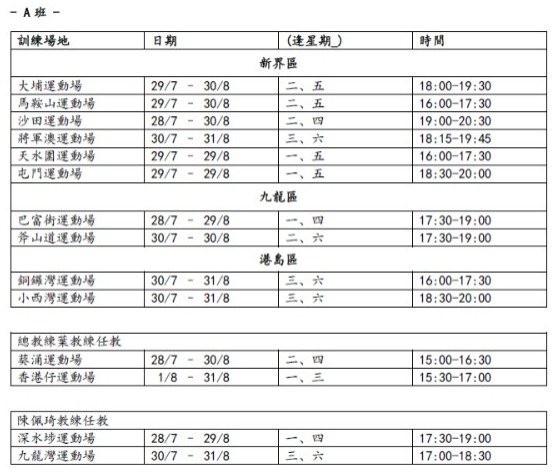 - A 班 -
訓練場地 日期 (逢星期_) 時間
新界區
大埔運動場 29/7 - 30/8 二、五 18:00-19:30
馬鞍山運動場 29/7 - 30/8 二、五 16:00-17:30
沙田運動場 28/7 - 30/8 二、四 19:00-20:30
將軍澳運動場 30/7 - 31/8 三、六 18:15-19:45
天水圍運動場 29/7 - 29/8 一、五 16:00-17:30
屯門運動場 29/7 - 29/8 一、五 18:30-20:00
九龍區
巴富街運動場 28/7 - 29/8 一、四 17:30-19:00
斧山道運動場 30/7 - 30/8 二、六 17:30-19:00
港島區
銅鑼灣運動場 30/7 - 31/8 三、六 16:00-17:30
小西灣運動場 30/7 - 31/8 三、六 18:30-20:00
總教練葉教練任教
葵涌運動場 28/7 - 30/8 二、四 15:00-16:30
香港仔運動場 1/8 - 31/8 一、三 15:30-17:00
陳佩琦教練任教
深水埗運動場 28/7 - 29/8 一、四 17:30-19:00
九龍灣運動場 30/7 - 31/8 三、六 17:00-18:30